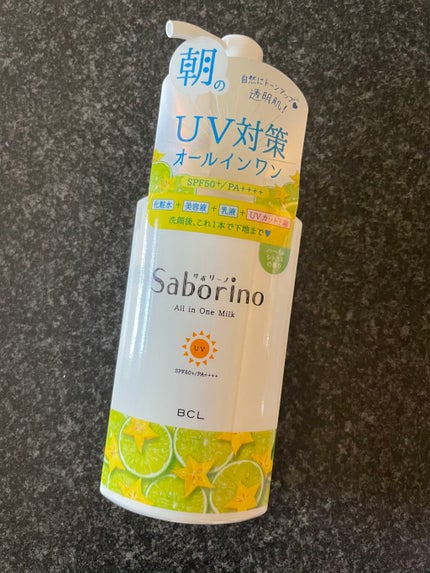 朝の
自然にトーンアップ
透明肌!
UV対策
オールインワン
SPF50+/PA++++
化粧水+美容液+乳液+UVカット下地
洗顔後、これ1本で下地まで
サボリーノ
Saborino
All in One Milk
UV
SPF50+/PA++++
BCL